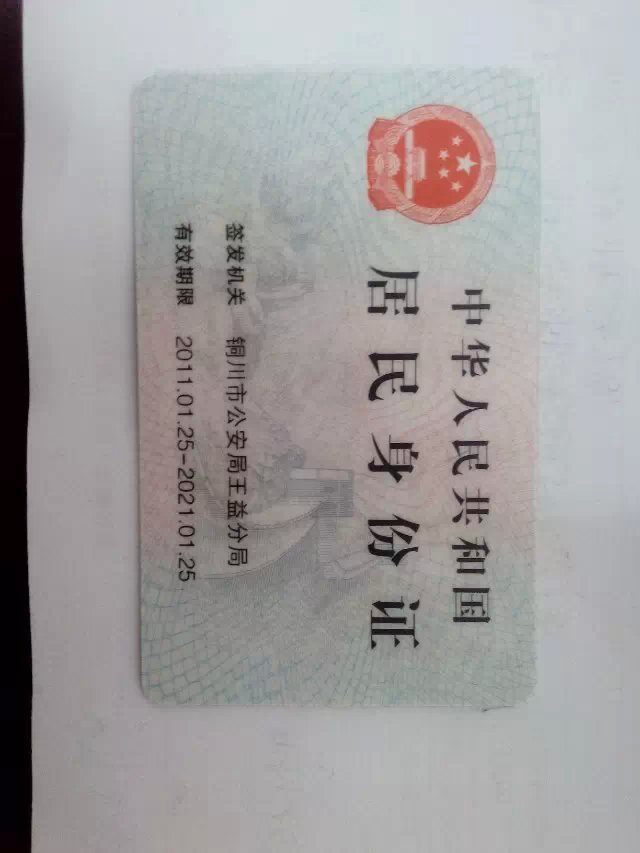 中华人民共和国
居民身份证
签发机关 铜川市公安局王益分局
有效期限 2011.01.25-2021.01.25